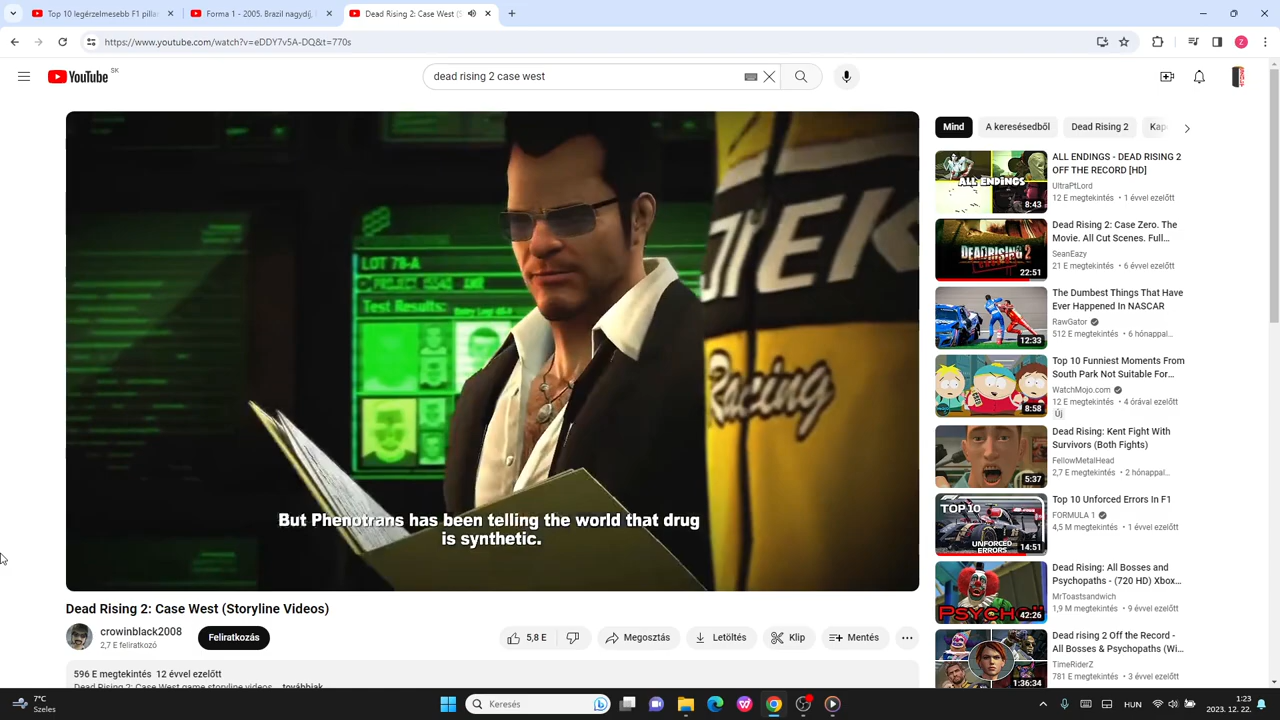 Top 10 legérzelmesebb F1 pillan
Forma 1 - 2005. Brazil nagydíj,
Dead Rising 2: Case West (S
https://www.youtube.com/watch?v=eDDY7v5A-DQ&t=770s
YouTube SK
dead rising 2 case west
LOT 78-A
Test Results
Racing
But Phenotrans has been telling the world that drug
is synthetic.
Dead Rising 2: Case West (Storyline Videos)
crowinblack2008
2,7 E feliratkozó
Feliratkozás
5,8 E
Megosztás
Letöltés
Klip
Mentés
596 E megtekintés 12 évvel ezelőtt
Dead Rising 2: Case West game storyline videos ...továbbiak
Mind
A keresésedből
Dead Rising 2
Kap
ALL ENDINGS
8:43
ALL ENDINGS - DEAD RISING 2
OFF THE RECORD [HD]
UltraPtLord
12 E megtekintés • 1 évvel ezelőtt
DEADRISING 2
22:51
Dead Rising 2: Case Zero. The
Movie. All Cut Scenes. Full...
SeanEazy
21 E megtekintés • 6 évvel ezelőtt
12:33
The Dumbest Things That Have
Ever Happened In NASCAR
RawGator
512 E megtekintés • 6 hónappal...
8:58
Top 10 Funniest Moments From
South Park Not Suitable For...
WatchMojo.com
12 E megtekintés • 4 órával ezelőtt
Új
5:37
Dead Rising: Kent Fight With
Survivors (Both Fights)
FellowMetalHead
2,7 E megtekintés • 2 hónappal...
TOP 10
UNFORCED
ERRORS
14:51
Top 10 Unforced Errors In F1
FORMULA 1
4,5 M megtekintés • 1 évvel ezelőtt
42:26
Dead Rising: All Bosses and
Psychopaths - (720 HD) Xbox...
MrToastsandwich
1,9 M megtekintés • 9 évvel ezelőtt
1:36:34
Dead rising 2 Off the Record -
All Bosses & Psychopaths (Wi...
TimeRiderZ
781 E megtekintés • 3 évvel ezelőtt
7°C
Szeles
Keresés
HUN
1:23
2023. 12. 22.